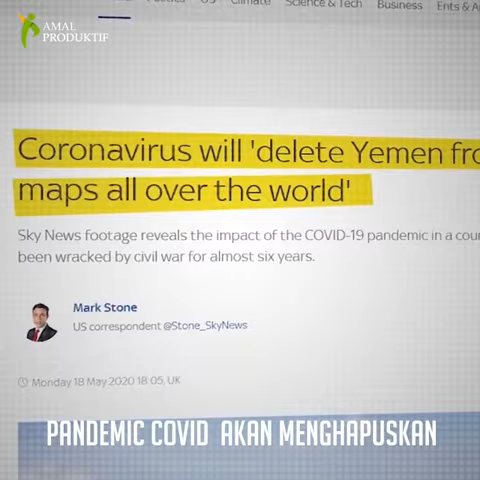 AMAL
PRODUKTIF
Politics US Climate Science & Tech Business Ents &
Coronavirus will 'delete Yemen
maps all over the world'
Sky News footage reveals the impact of the COVID-19 pandemic in a
been wracked by civil war for almost six years.
Mark Stone
US correspondent @Stone_SkyNews
Monday 18 May 2020 18:05, UK
PANDEMIC COVID AKAN MENGHAPUSKAN